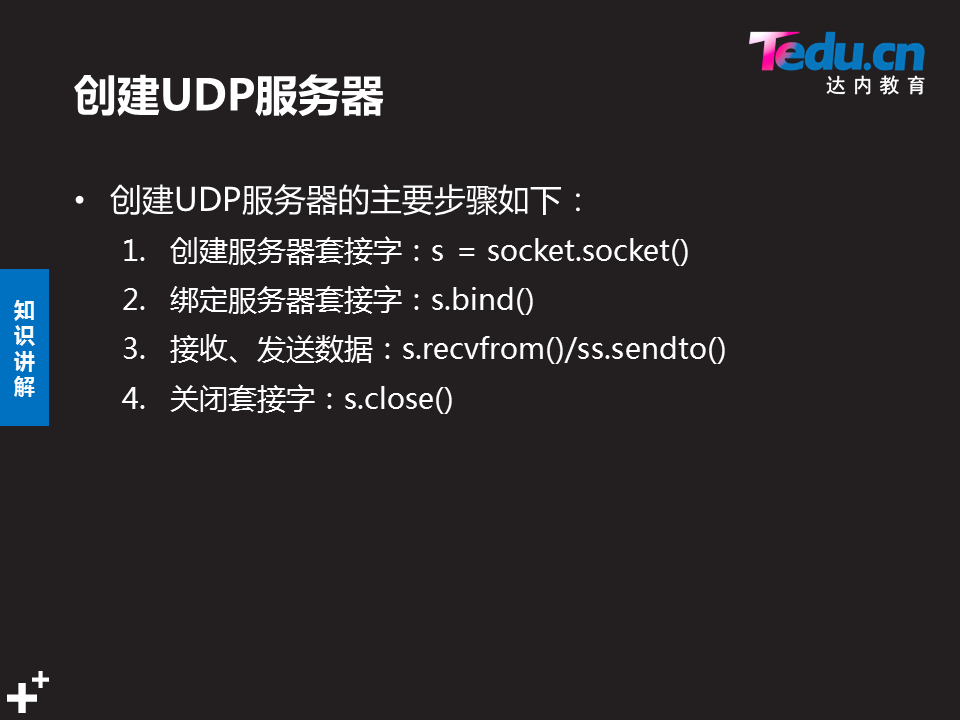 Tedu.cn
达内教育
创建UDP服务器
• 创建UDP服务器的主要步骤如下：
1. 创建服务器套接字：s = socket.socket()
2. 绑定服务器套接字：s.bind()
3. 接收、发送数据：s.recvfrom()/ss.sendto()
4. 关闭套接字：s.close()
知识讲解